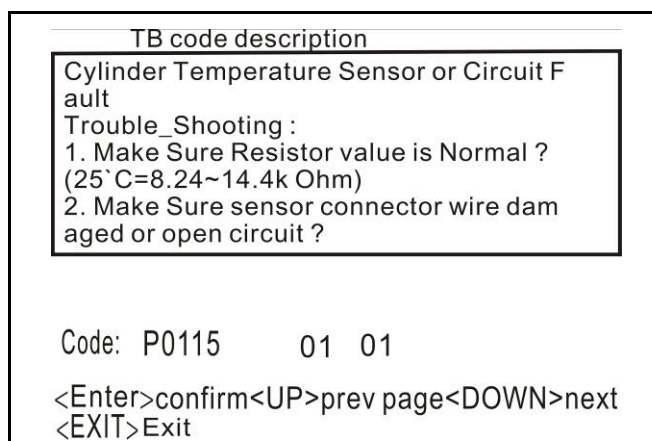 TB code description
Cylinder Temperature Sensor or Circuit F
ault
Trouble_Shooting :
1. Make Sure Resistor value is Normal ?
(25`C=8.24~14.4k Ohm)
2. Make Sure sensor connector wire dam
aged or open circuit ?
Code: P0115 01 01
<Enter>confirm<UP>prev page<DOWN>next
<EXIT>Exit